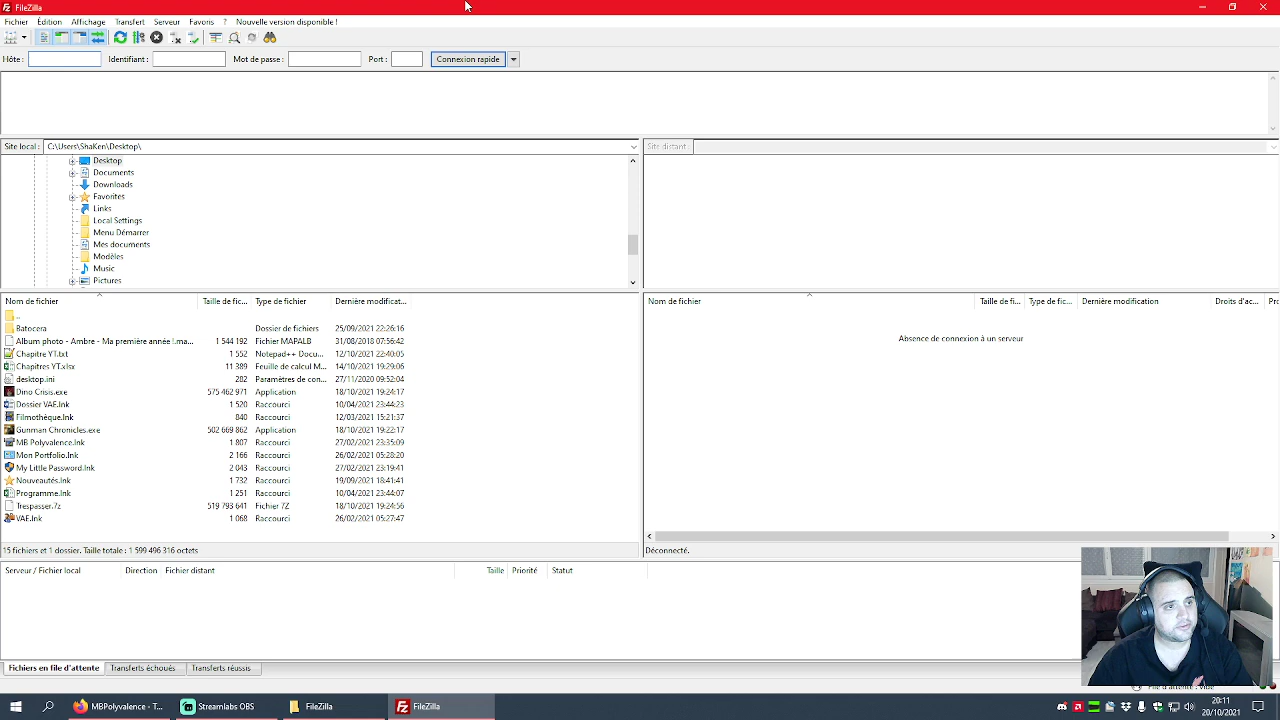 FileZilla
Fichier Édition Affichage Transfert Serveur Favoris ? Nouvelle version disponible !
Hôte : Identifiant : Mot de passe : Port : Connexion rapide
Site local : C:\Users\ShaKen\Desktop\
Site distant :
Desktop
Documents
Downloads
Favorites
Links
Local Settings
Menu Démarrer
Mes documents
Modèles
Music
Pictures
Nom de fichier Taille de fic... Type de fichier Dernière modificat...
..
Batocera Dossier de fichiers 25/09/2021 22:26:16
Album photo - Ambre - Ma première année !.ma... 1 544 192 Fichier MAPALB 31/08/2018 07:56:42
Chapitre YT.txt 1 552 Notepad++ Docu... 12/10/2021 22:40:05
Chapitres YT.xlsx 11 389 Feuille de calcul M... 14/10/2021 19:29:06
desktop.ini 282 Paramètres de con... 27/11/2020 09:52:04
Dino Crisis.exe 575 462 971 Application 18/10/2021 19:24:17
Dossier VAE.lnk 1 520 Raccourci 10/04/2021 23:44:23
Filmothèque.lnk 840 Raccourci 12/03/2021 15:21:37
Gunman Chronicles.exe 502 669 862 Application 18/10/2021 19:22:17
MB Polyvalence.lnk 1 807 Raccourci 27/02/2021 23:35:09
Mon Portfolio.lnk 2 166 Raccourci 26/02/2021 05:28:20
My Little Password.lnk 2 043 Raccourci 27/02/2021 23:19:41
Nouveautés.lnk 1 732 Raccourci 19/09/2021 18:41:41
Programme.lnk 1 251 Raccourci 10/04/2021 23:44:07
Trespasser.7z 519 793 641 Fichier 7Z 18/10/2021 19:24:56
VAE.lnk 1 068 Raccourci 26/02/2021 05:27:47
15 fichiers et 1 dossier. Taille totale : 1 599 496 316 octets
Nom de fichier Taille de fi... Type de fic... Dernière modification Droits d'ac... Pro
Absence de connexion à un serveur
Déconnecté.
Serveur / Fichier local Direction Fichier distant Taille Priorité Statut
Fichiers en file d'attente Transferts échoués Transferts réussis
File d'attente : vide
MBPolyvalence - T... Streamlabs OBS FileZilla FileZilla
20:11
20/10/2021